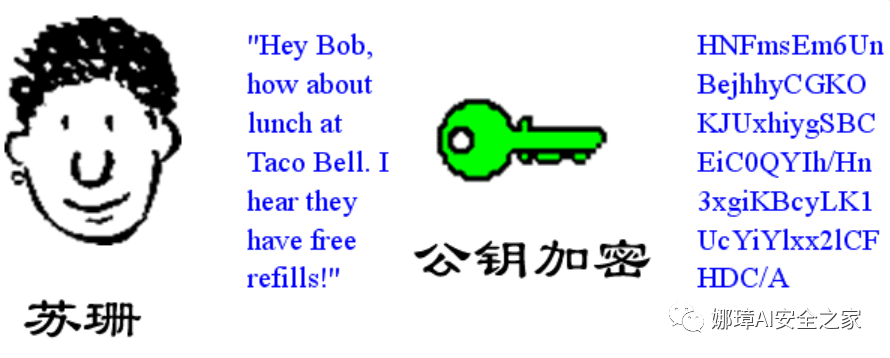 "Hey Bob,
how about
lunch at
Taco Bell. I
hear they
have free
refills!"
公钥加密
HNFmsEm6Un
BejhhyCGKO
KJUxhiygSBC
EiC0QYIh/Hn
3xgiKBcyLK1
UcYiYlxx2lCF
HDC/A
苏珊
娜璋AI安全之家